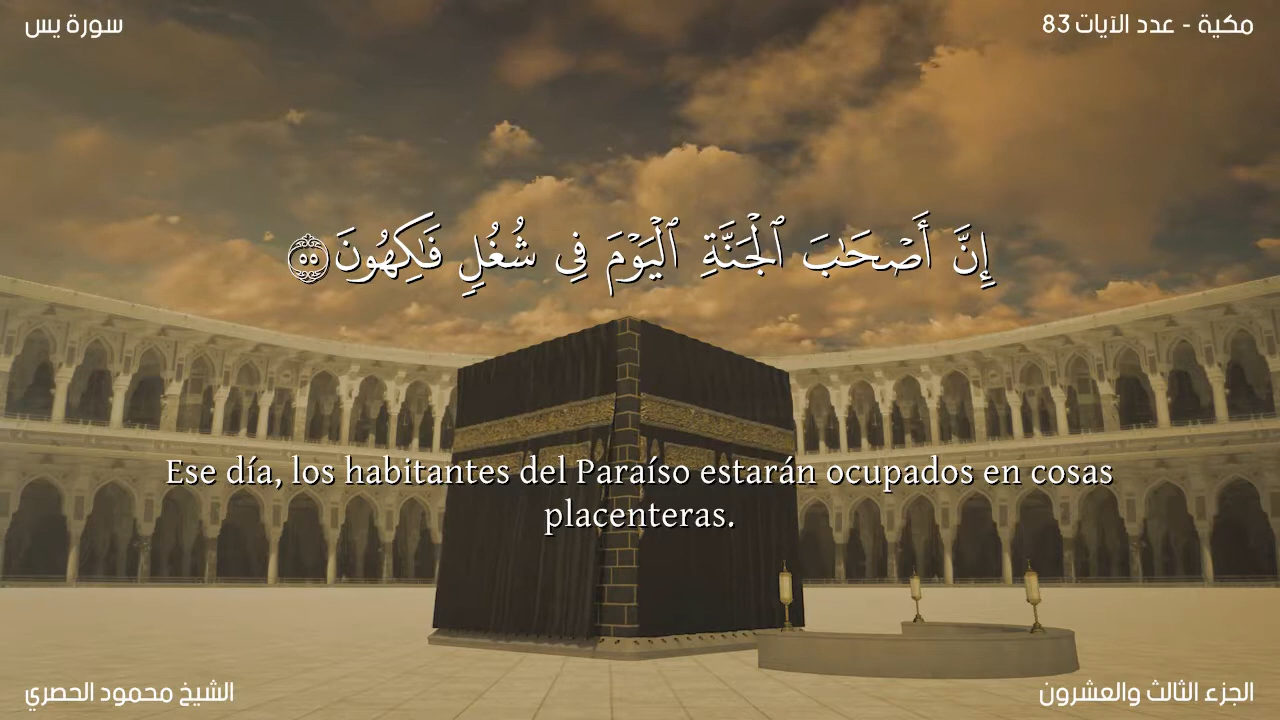 سورة يس
مكية - عدد الآيات 83
إِنَّ أَصْحَٰبَ ٱلْجَنَّةِ ٱلْيَوْمَ فِى شُغُلٍ فَٰكِهُونَ ٥٥
Ese día, los habitantes del Paraíso estarán ocupados en cosas
placenteras.
الشيخ محمود الحصري
الجزء الثالث والعشرون